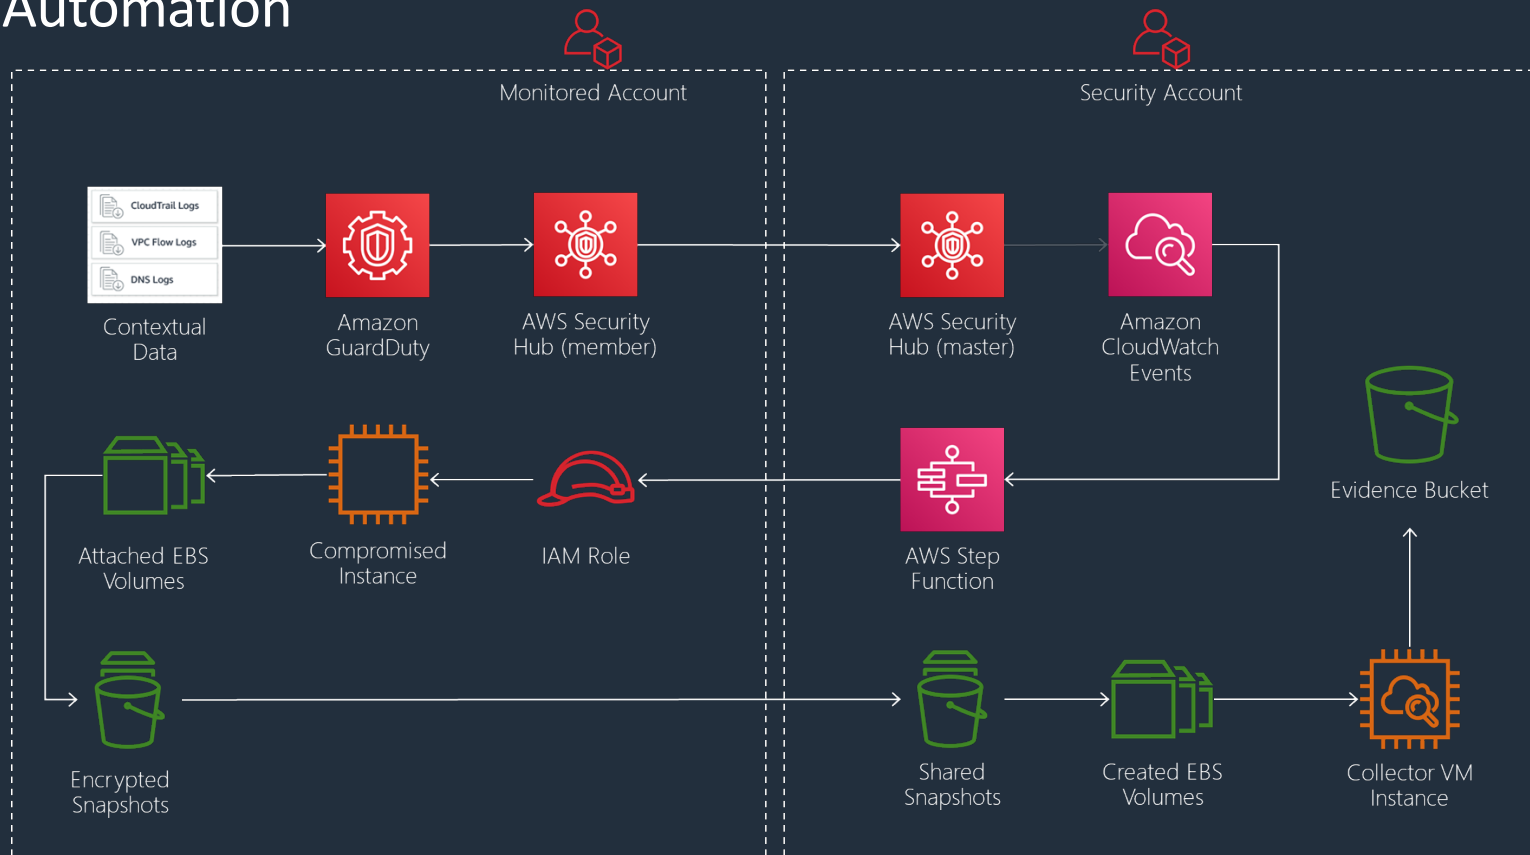 Automation
Monitored Account
Security Account
CloudTrail Logs
VPC Flow Logs
DNS Logs
Contextual
Data
Amazon
GuardDuty
AWS Security
Hub (member)
AWS Security
Hub (master)
Amazon
CloudWatch
Events
Attached EBS
Volumes
Compromised
Instance
IAM Role
AWS Step
Function
Evidence Bucket
Encrypted
Snapshots
Shared
Snapshots
Created EBS
Volumes
Collector VM
Instance